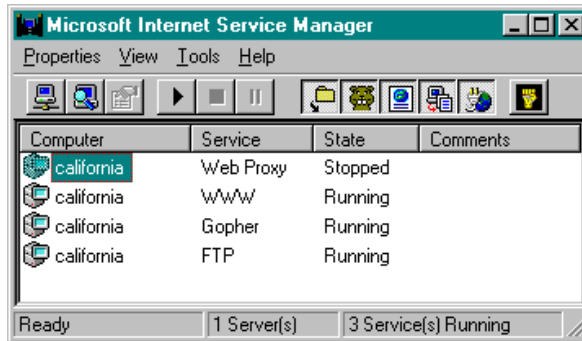 Microsoft Internet Service Manager
Properties View Tools Help
Computer Service State Comments
california Web Proxy Stopped
california WWW Running
california Gopher Running
california FTP Running
Ready 1 Server(s) 3 Service(s) Running